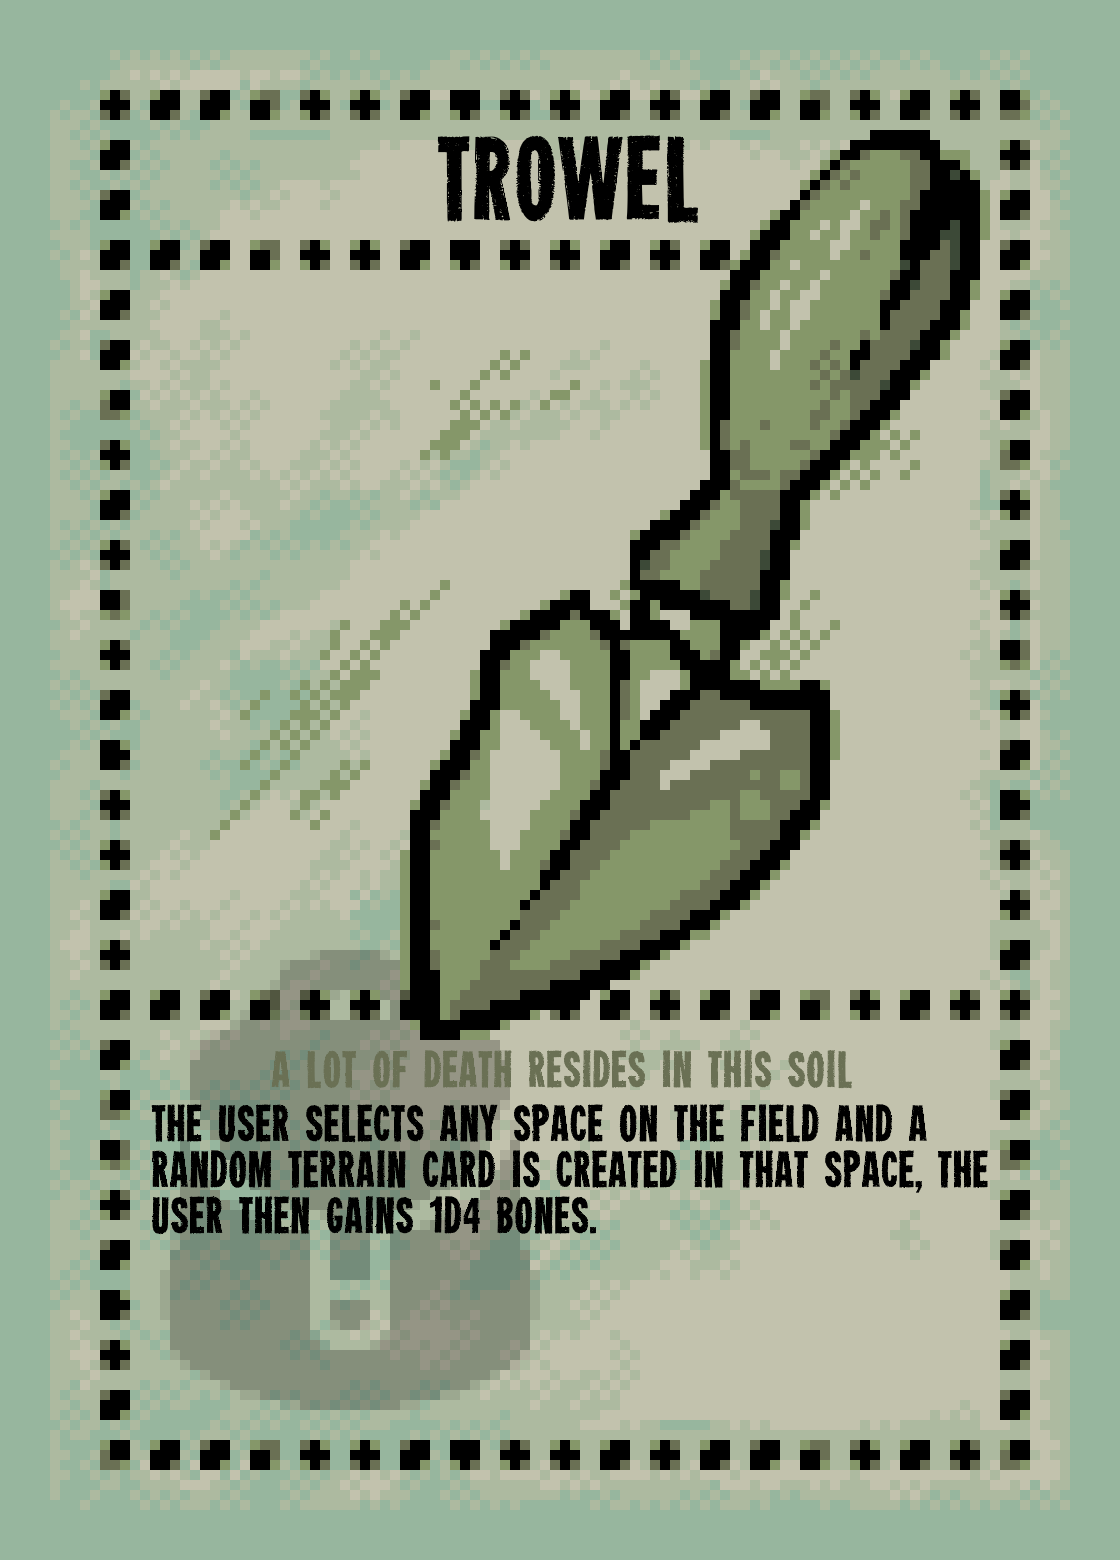 TROWEL
A LOT OF DEATH RESIDES IN THIS SOIL
THE USER SELECTS ANY SPACE ON THE FIELD AND A
RANDOM TERRAIN CARD IS CREATED IN THAT SPACE, THE
USER THEN GAINS 1D4 BONES.